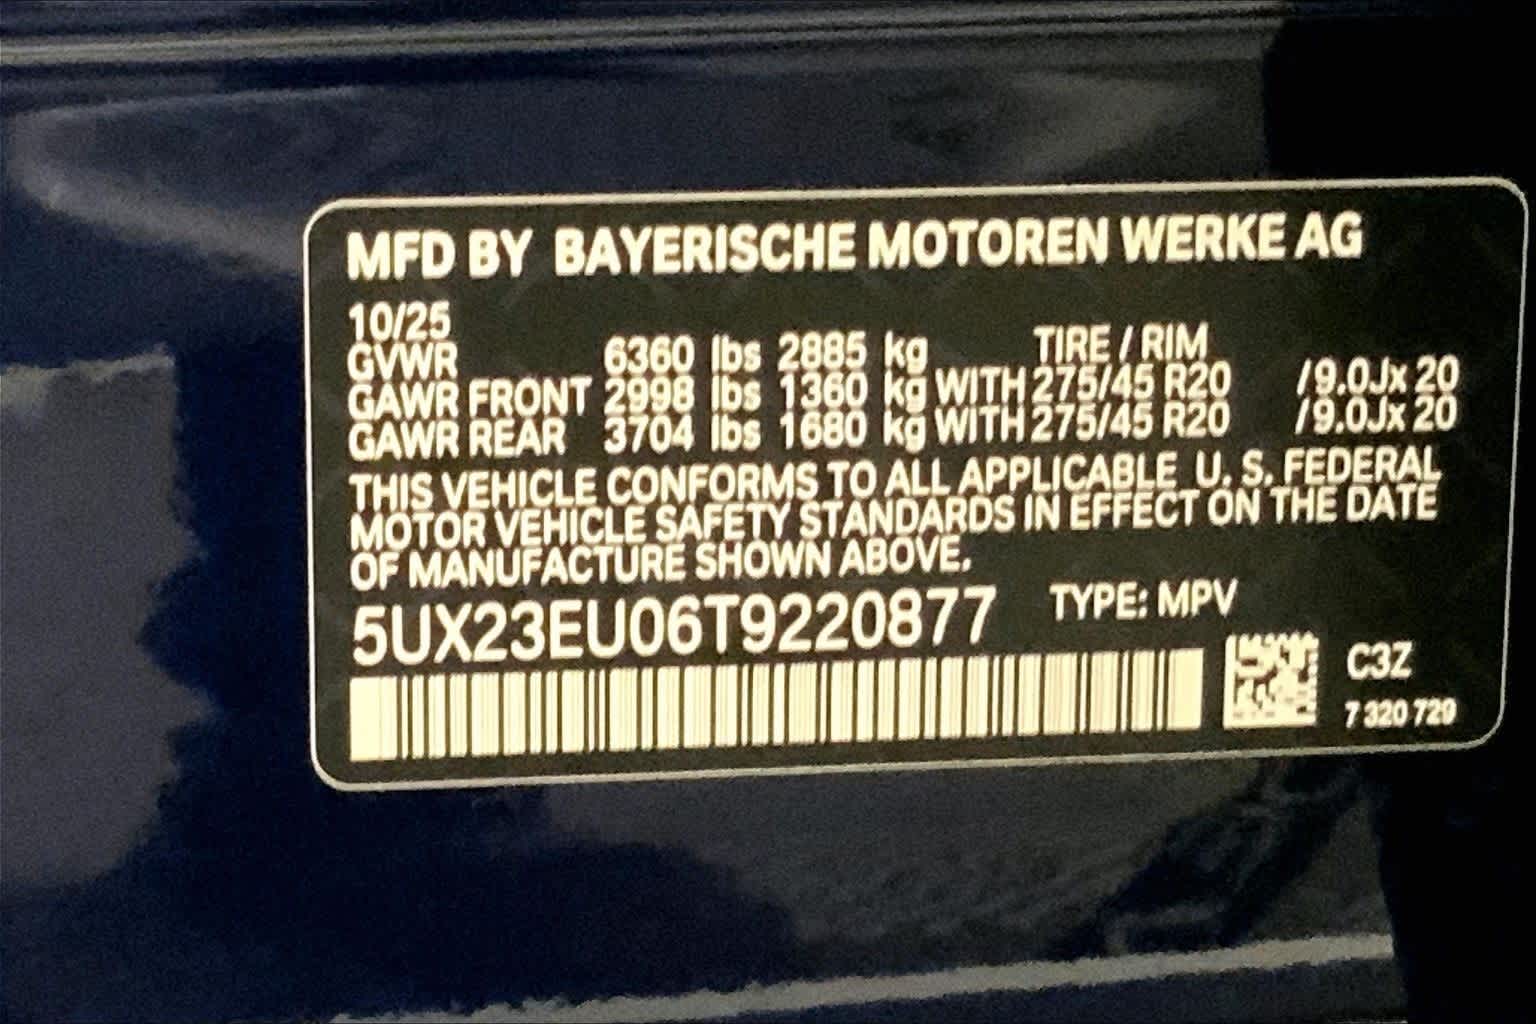 MFD BY BAYERISCHE MOTOREN WERKE AG
10/25
TIRE / RIM
GVWR 6360 lbs 2885 kg
GAWR FRONT 2998 lbs 1360 kg WITH 275/45 R20 /9.0Jx 20
GAWR REAR 3704 lbs 1680 kg WITH 275/45 R20 /9.0Jx 20
THIS VEHICLE CONFORMS TO ALL APPLICABLE U. S. FEDERAL
MOTOR VEHICLE SAFETY STANDARDS IN EFFECT ON THE DATE
OF MANUFACTURE SHOWN ABOVE.
5UX23EU06T9220877 TYPE: MPV
C3Z
7 320 729